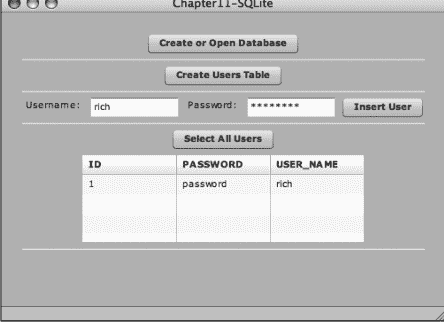 Chapter11-SQLite
Create or Open Database
Create Users Table
Username: rich Password: ******** Insert User
Select All Users
ID PASSWORD USER_NAME
1 password rich